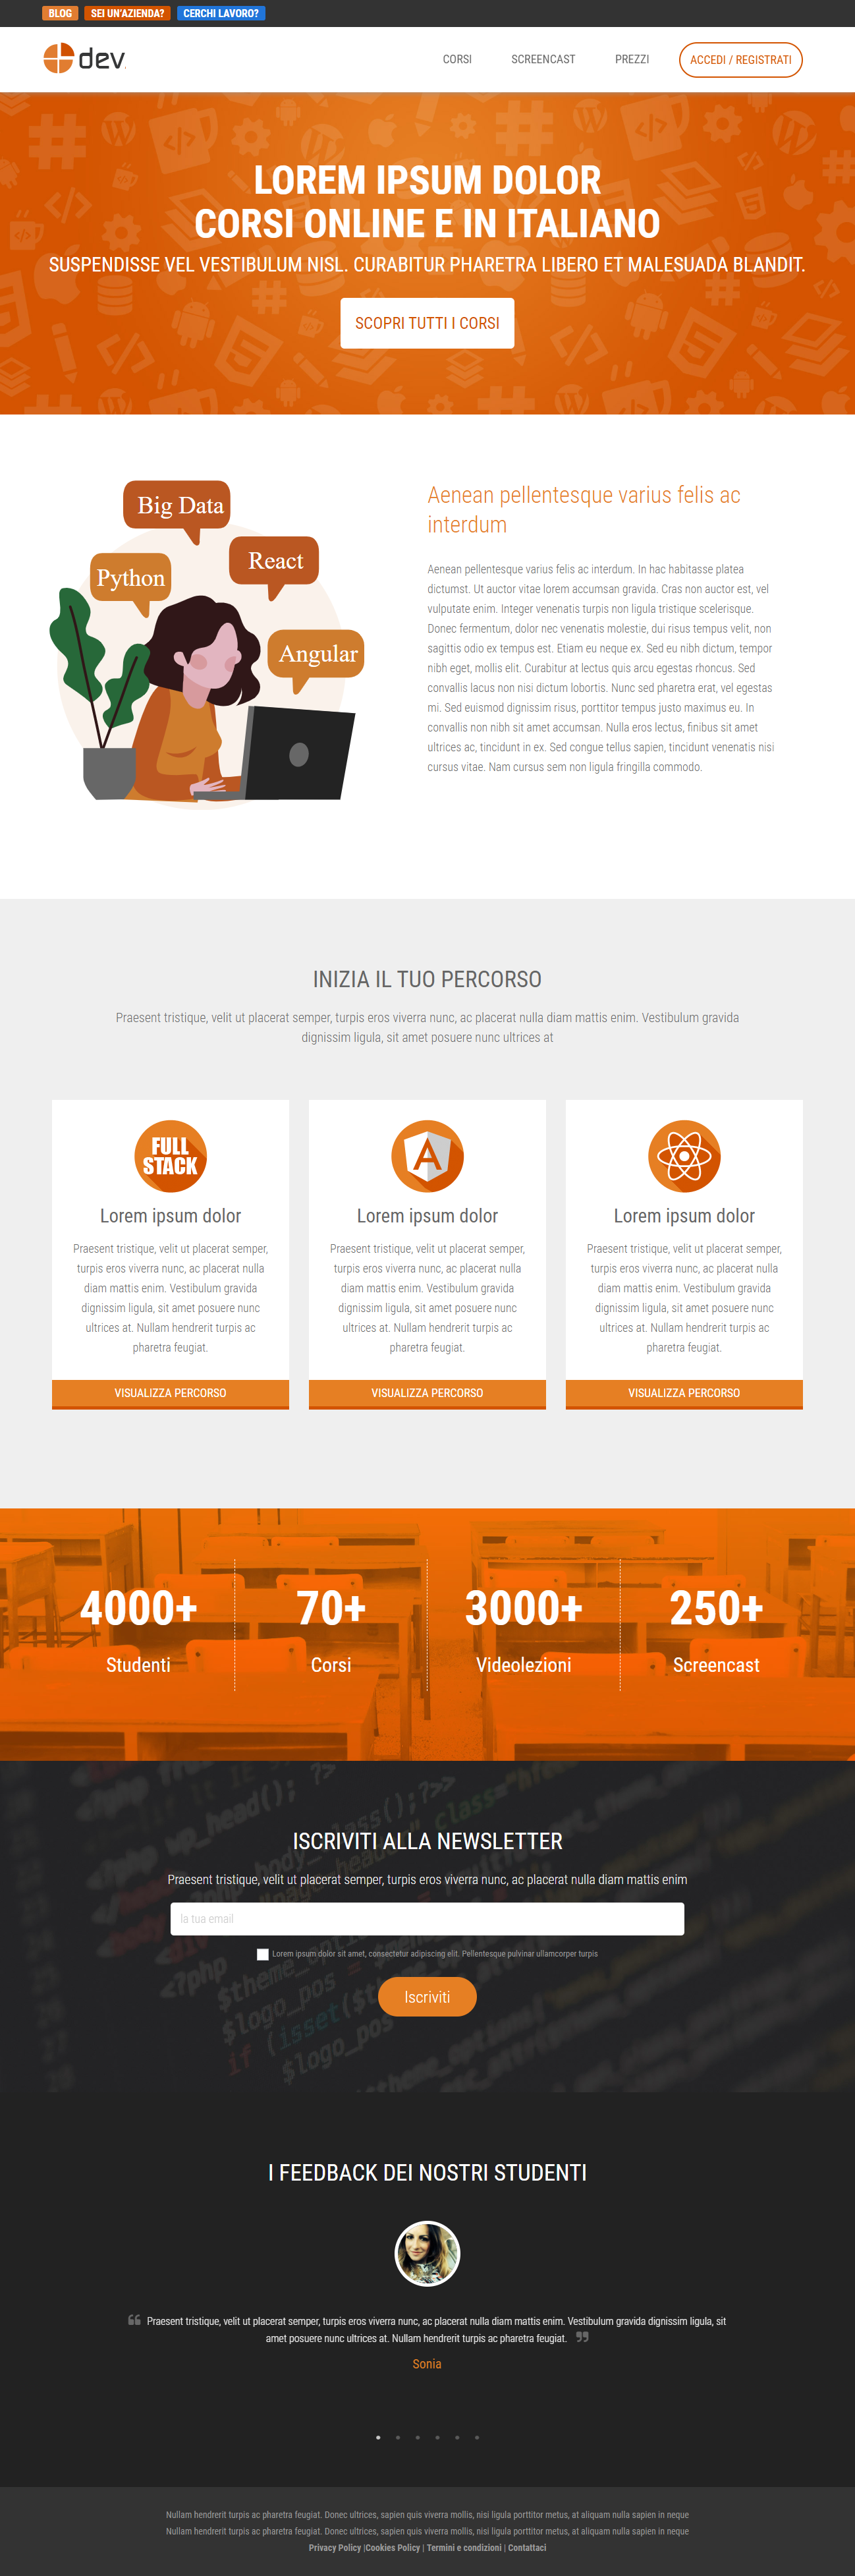 BLOG SEI UN'AZIENDA? CERCHI LAVORO?
dev
CORSI SCREENCAST PREZZI ACCEDI / REGISTRATI
LOREM IPSUM DOLOR
CORSI ONLINE E IN ITALIANO
SUSPENDISSE VEL VESTIBULUM NISL. CURABITUR PHARETRA LIBERO ET MALESUADA BLANDIT.
SCOPRI TUTTI I CORSI
Big Data
React
Python
Angular
Aenean pellentesque varius felis ac
interdum
Aenean pellentesque varius felis ac interdum. In hac habitasse platea
dictumst. Ut auctor vitae lorem accumsan gravida. Cras non auctor est, vel
vulputate enim. Integer venenatis turpis non ligula tristique scelerisque.
Donec fermentum, dolor nec venenatis molestie, dui risus tempus velit, non
sagittis odio ex tempus est. Etiam eu neque ex. Sed eu nibh dictum, tempor
nibh eget, mollis elit. Curabitur at lectus quis arcu egestas rhoncus. Sed
convallis lacus non nisi dictum lobortis. Nunc sed pharetra erat, vel egestas
mi. Sed euismod dignissim risus, porttitor tempus justo maximus eu. In
convallis non nibh sit amet accumsan. Nulla eros lectus, finibus sit amet
ultrices ac, tincidunt in ex. Sed congue tellus sapien, tincidunt venenatis nisi
cursus vitae. Nam cursus sem non ligula fringilla commodo.
INIZIA IL TUO PERCORSO
Praesent tristique, velit ut placerat semper, turpis eros viverra nunc, ac placerat nulla diam mattis enim. Vestibulum gravida
dignissim ligula, sit amet posuere nunc ultrices at
FULL
STACK
Lorem ipsum dolor
Praesent tristique, velit ut placerat semper,
turpis eros viverra nunc, ac placerat nulla
diam mattis enim. Vestibulum gravida
dignissim ligula, sit amet posuere nunc
ultrices at. Nullam hendrerit turpis ac
pharetra feugiat.
VISUALIZZA PERCORSO
A
Lorem ipsum dolor
Praesent tristique, velit ut placerat semper,
turpis eros viverra nunc, ac placerat nulla
diam mattis enim. Vestibulum gravida
dignissim ligula, sit amet posuere nunc
ultrices at. Nullam hendrerit turpis ac
pharetra feugiat.
VISUALIZZA PERCORSO
Lorem ipsum dolor
Praesent tristique, velit ut placerat semper,
turpis eros viverra nunc, ac placerat nulla
diam mattis enim. Vestibulum gravida
dignissim ligula, sit amet posuere nunc
ultrices at. Nullam hendrerit turpis ac
pharetra feugiat.
VISUALIZZA PERCORSO
4000+ 70+ 3000+ 250+
Studenti Corsi Videolezioni Screencast
ISCRIVITI ALLA NEWSLETTER
Praesent tristique, velit ut placerat semper, turpis eros viverra nunc, ac placerat nulla diam mattis enim
la tua email
Lorem ipsum dolor sit amet, consectetur adipiscing elit. Pellentesque pulvinar ullamcorper turpis
Iscriviti
I FEEDBACK DEI NOSTRI STUDENTI
Praesent tristique, velit ut placerat semper, turpis eros viverra nunc, ac placerat nulla diam mattis enim. Vestibulum gravida dignissim ligula, sit
amet posuere nunc ultrices at. Nullam hendrerit turpis ac pharetra feugiat.
Sonia
Nullam hendrerit turpis ac pharetra feugiat. Donec ultrices, sapien quis viverra mollis, nisi ligula porttitor metus, at aliquam nulla sapien in neque
Nullam hendrerit turpis ac pharetra feugiat. Donec ultrices, sapien quis viverra mollis, nisi ligula porttitor metus, at aliquam nulla sapien in neque
Privacy Policy |Cookies Policy | Termini e condizioni | Contattaci